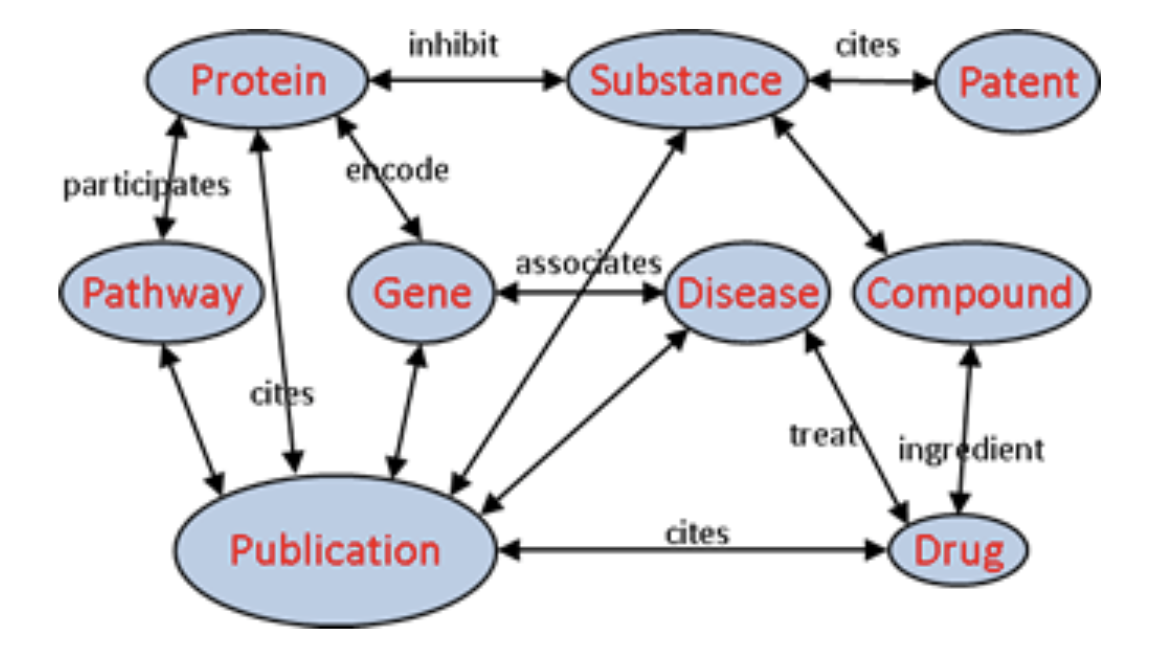 inhibit
cites
Protein
Substance
Patent
encode
participates
associates
Pathway
Gene
Disease
Compound
cites
treat
ingredient
cites
Publication
Drug